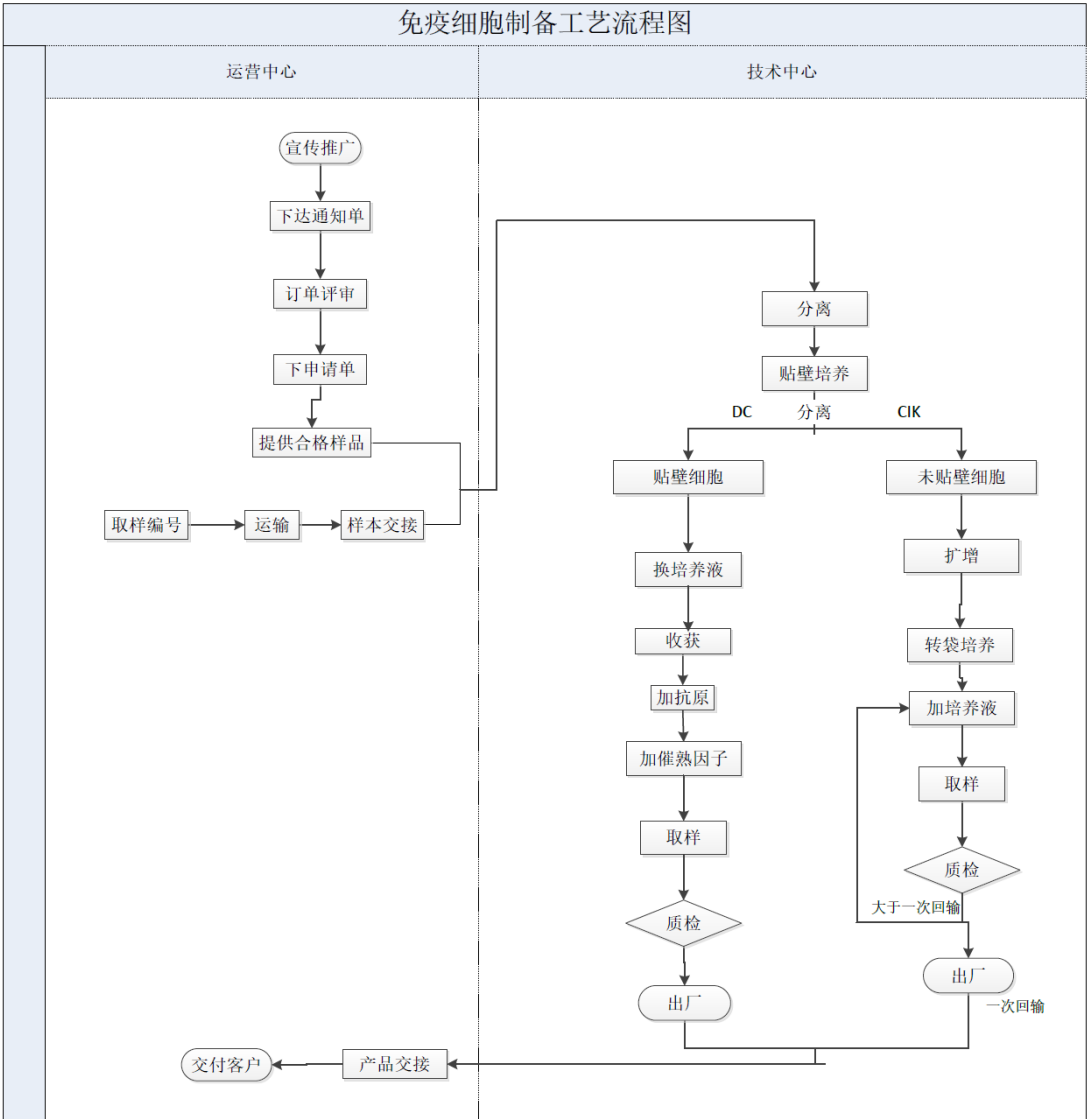 免疫细胞制备工艺流程图
运营中心
技术中心
宣传推广
下达通知单
订单评审
下申请单
提供合格样品
取样编号
运输
样本交接
分离
贴壁培养
DC
分离
CIK
贴壁细胞
未贴壁细胞
换培养液
扩增
收获
转袋培养
加抗原
加培养液
加催熟因子
取样
取样
质检
大于一次回输
质检
出厂
出厂
一次回输
交付客户
产品交接